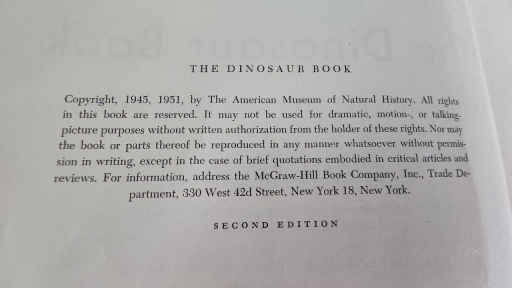 THE DINOSAUR BOOK
Copyright, 1945, 1951, by The American Museum of Natural History. All rights
in this book are reserved. It may not be used for dramatic, motion-, or talking-
picture purposes without written authorization from the holder of these rights. Nor may
the book or parts thereof be reproduced in any manner whatsoever without permis-
sion in writing, except in the case of brief quotations embodied in critical articles and
reviews. For information, address the McGraw-Hill Book Company, Inc., Trade De-
partment, 330 West 42d Street, New York 18, New York.
SECOND EDITION